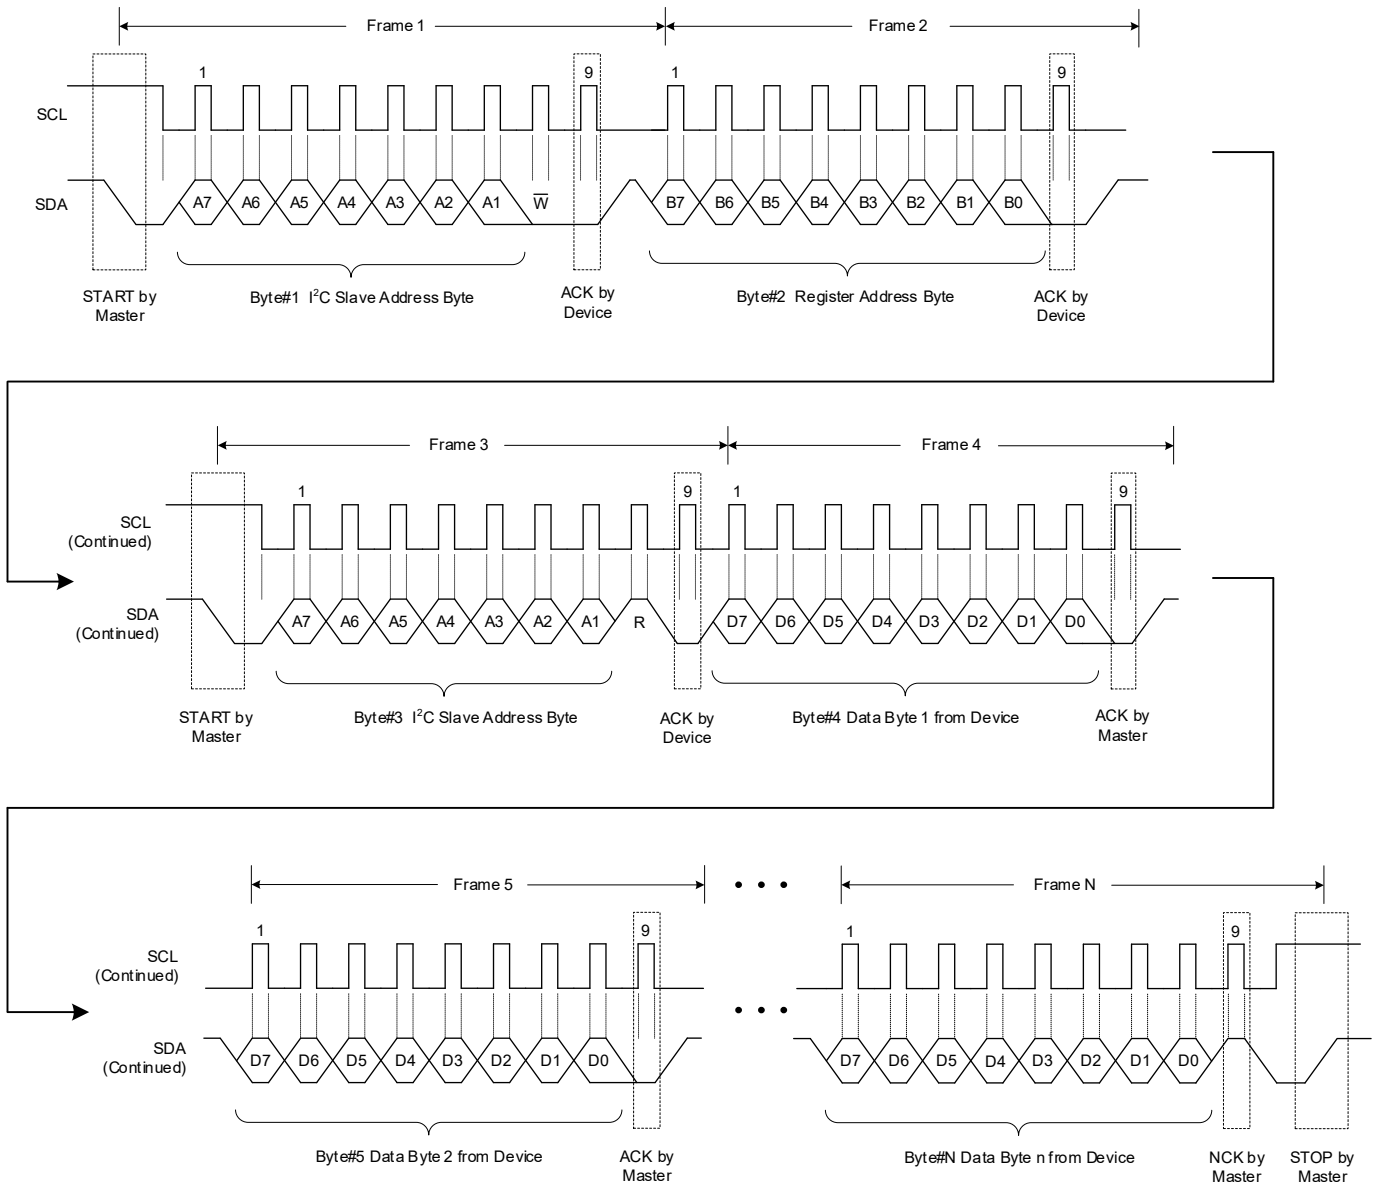 Frame 1
Frame 2
1
9
1
9
SCL
SDA
A7 A6 A5 A4 A3 A2 A1 W̅
B7 B6 B5 B4 B3 B2 B1 B0
START by
Master
Byte#1 I²C Slave Address Byte
ACK by
Device
Byte#2 Register Address Byte
ACK by
Device
Frame 3
Frame 4
1
9
1
9
SCL
(Continued)
SDA
(Continued)
A7 A6 A5 A4 A3 A2 A1 R
D7 D6 D5 D4 D3 D2 D1 D0
START by
Master
Byte#3 I²C Slave Address Byte
ACK by
Device
Byte#4 Data Byte 1 from Device
ACK by
Master
Frame 5
• • •
Frame N
1
9
1
9
SCL
(Continued)
• • •
SDA
(Continued)
D7 D6 D5 D4 D3 D2 D1 D0
D7 D6 D5 D4 D3 D2 D1 D0
Byte#5 Data Byte 2 from Device
ACK by
Master
Byte#N Data Byte n from Device
NCK by
Master
STOP by
Master